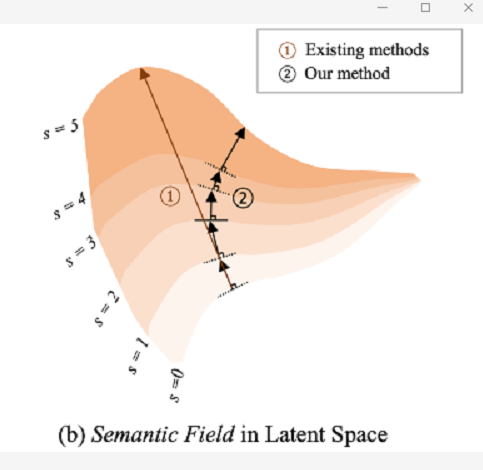 ① Existing methods
② Our method
s = 5
①
②
s = 4
s = 3
s = 2
s = 1
s =0
(b) Semantic Field in Latent Space